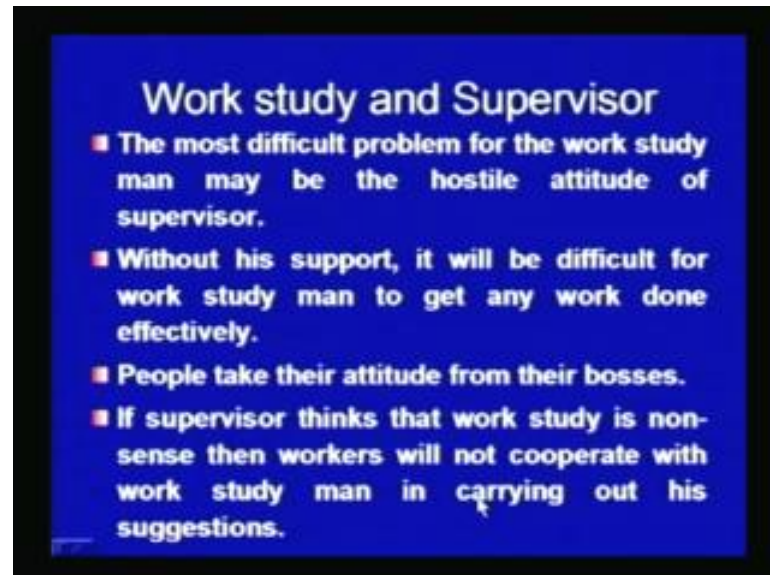 Work study and Supervisor
The most difficult problem for the work study
man may be the hostile attitude of
supervisor.
Without his support, it will be difficult for
work study man to get any work done
effectively.
People take their attitude from their bosses.
If supervisor thinks that work study is non-
sense then workers will not cooperate with
work study man in carrying out his
suggestions.